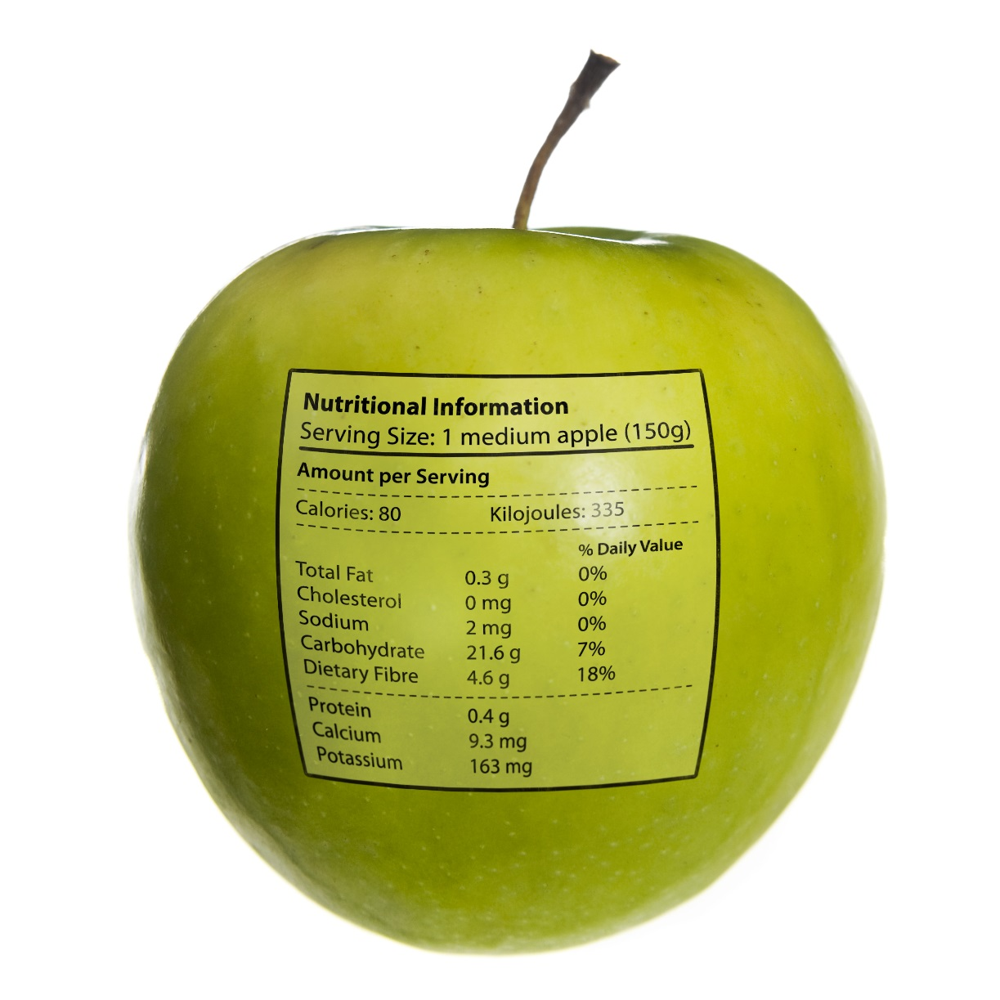 Nutritional Information
Serving Size: 1 medium apple (150g)
Amount per Serving
Calories: 80 Kilojoules: 335
% Daily Value
Total Fat 0.3 g 0%
Cholesterol 0 mg 0%
Sodium 2 mg 0%
Carbohydrate 21.6 g 7%
Dietary Fibre 4.6 g 18%
Protein 0.4 g
Calcium 9.3 mg
Potassium 163 mg